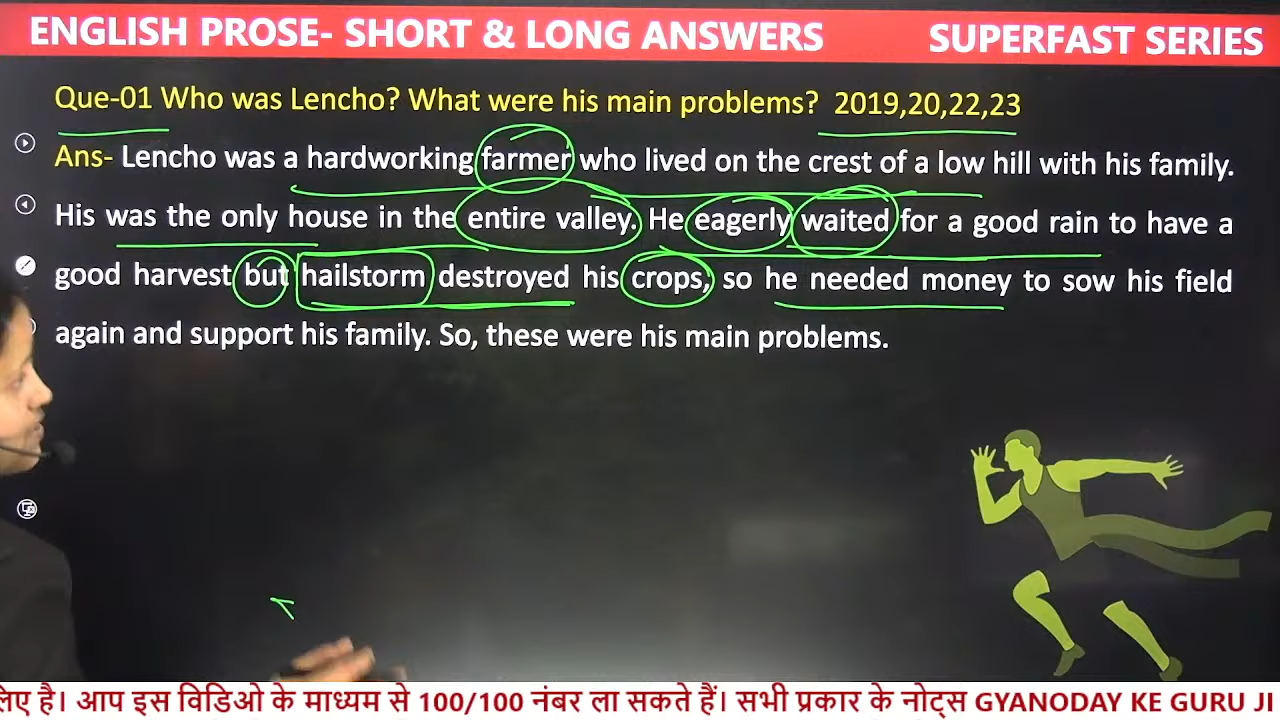 ENGLISH PROSE- SHORT & LONG ANSWERS SUPERFAST SERIES
Que-01 Who was Lencho? What were his main problems? 2019,20,22,23
Ans- Lencho was a hardworking farmer who lived on the crest of a low hill with his family.
His was the only house in the entire valley. He eagerly waited for a good rain to have a
good harvest but hailstorm destroyed his crops, so he needed money to sow his field
again and support his family. So, these were his main problems.
लिए है। आप इस विडिओ के माध्यम से 100/100 नंबर ला सकते हैं। सभी प्रकार के नोट्स GYANODAY KE GURU JI